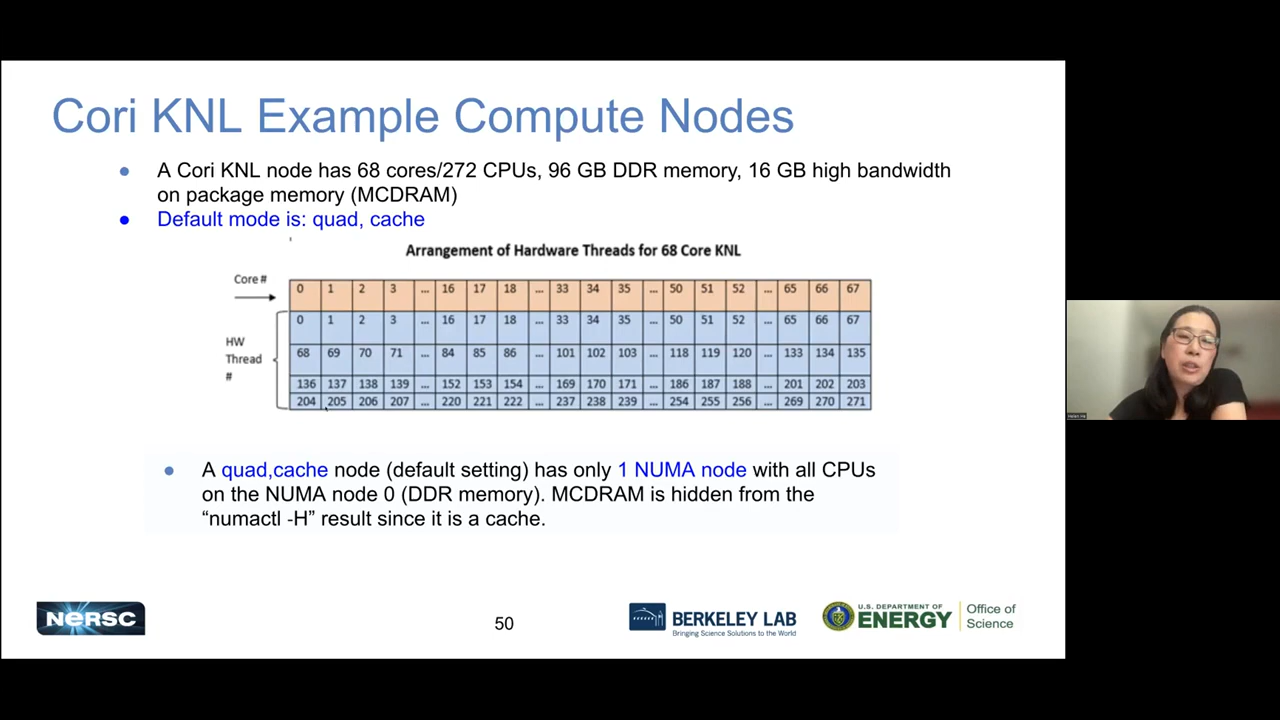 Cori KNL Example Compute Nodes
● A Cori KNL node has 68 cores/272 CPUs, 96 GB DDR memory, 16 GB high bandwidth
on package memory (MCDRAM)
● Default mode is: quad, cache
Arrangement of Hardware Threads for 68 Core KNL
Core #
0 1 2 3 ... 16 17 18 ... 33 34 35 ... 50 51 52 ... 65 66 67
HW
Thread
#
0 1 2 3 ... 16 17 18 ... 33 34 35 ... 50 51 52 ... 65 66 67
68 69 70 71 ... 84 85 86 ... 101 102 103 ... 118 119 120 ... 133 134 135
136 137 138 139 ... 152 153 154 ... 169 170 171 ... 186 187 188 ... 201 202 203
204 205 206 207 ... 220 221 222 ... 237 238 239 ... 254 255 256 ... 269 270 271
● A quad,cache node (default setting) has only 1 NUMA node with all CPUs
on the NUMA node 0 (DDR memory). MCDRAM is hidden from the
“numactl -H” result since it is a cache.
NERSC
50
BERKELEY LAB
Bringing Science Solutions to the World
U.S. DEPARTMENT OF
ENERGY
Office of
Science
Helen He